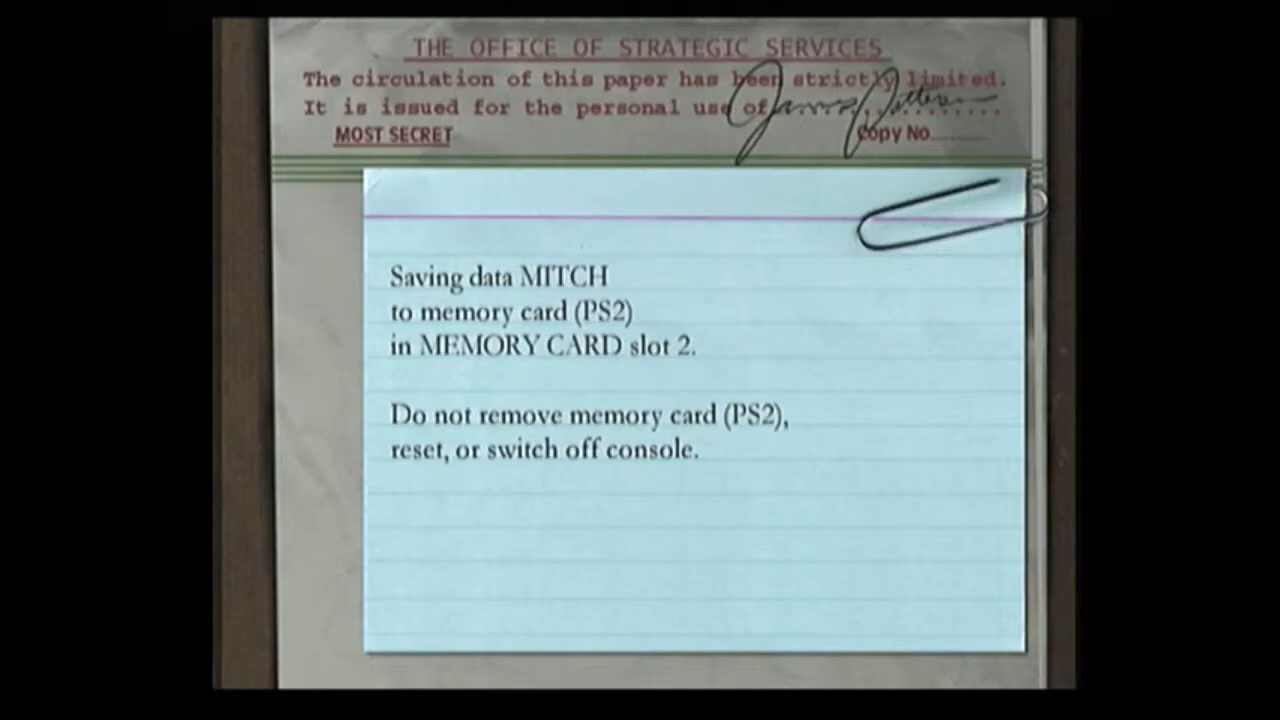 THE OFFICE OF STRATEGIC SERVICES
The circulation of this paper has been strictly limited.
It is issued for the personal use of............
James Patterson
MOST SECRET
Copy No..........
Saving data MITCH
to memory card (PS2)
in MEMORY CARD slot 2.
Do not remove memory card (PS2),
reset, or switch off console.